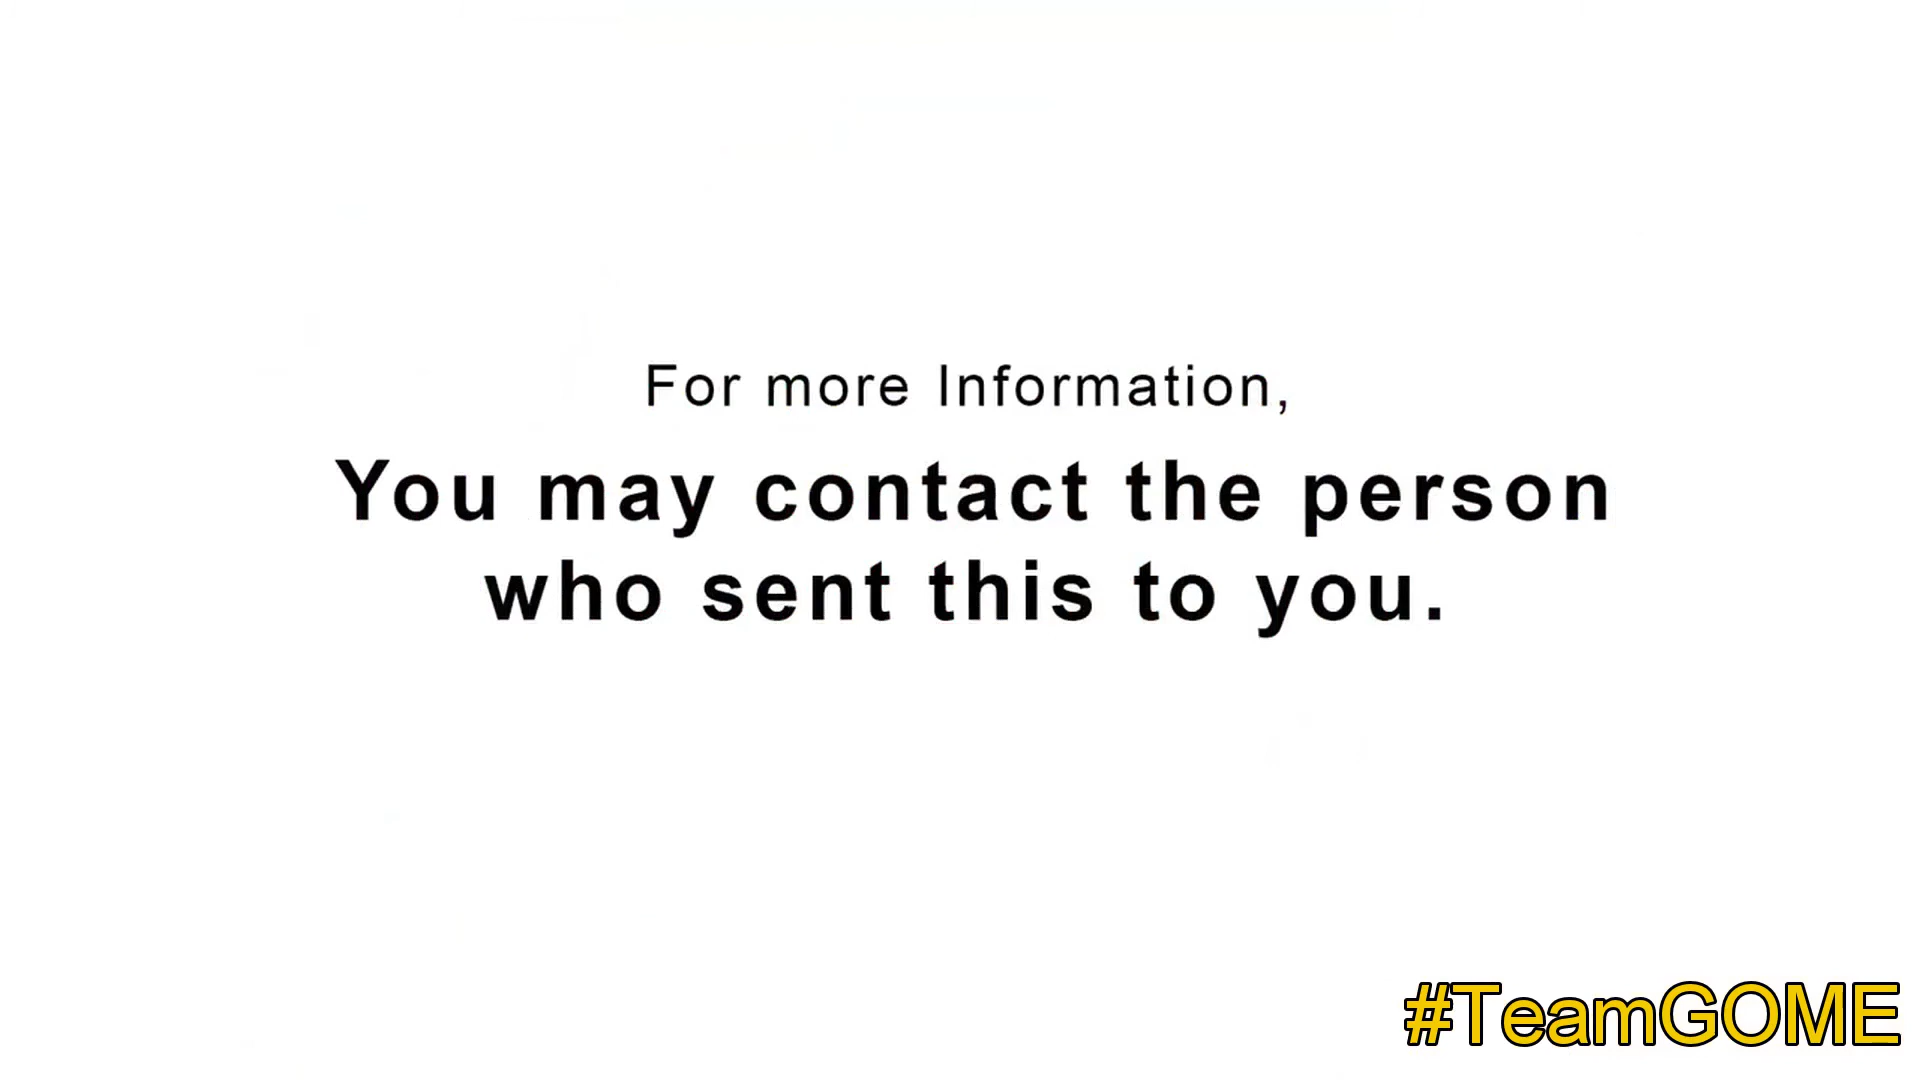 For more Information,
You may contact the person
who sent this to you.
#TeamGOME